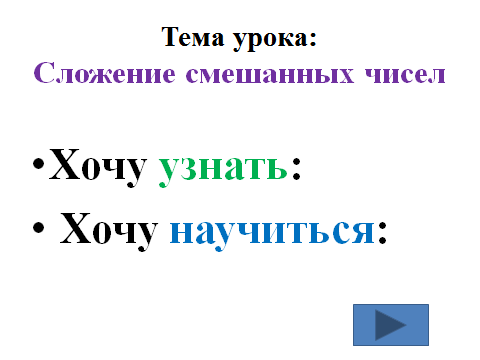 Тема урока:
Сложение смешанных чисел
•Хочу узнать:
• Хочу научиться: